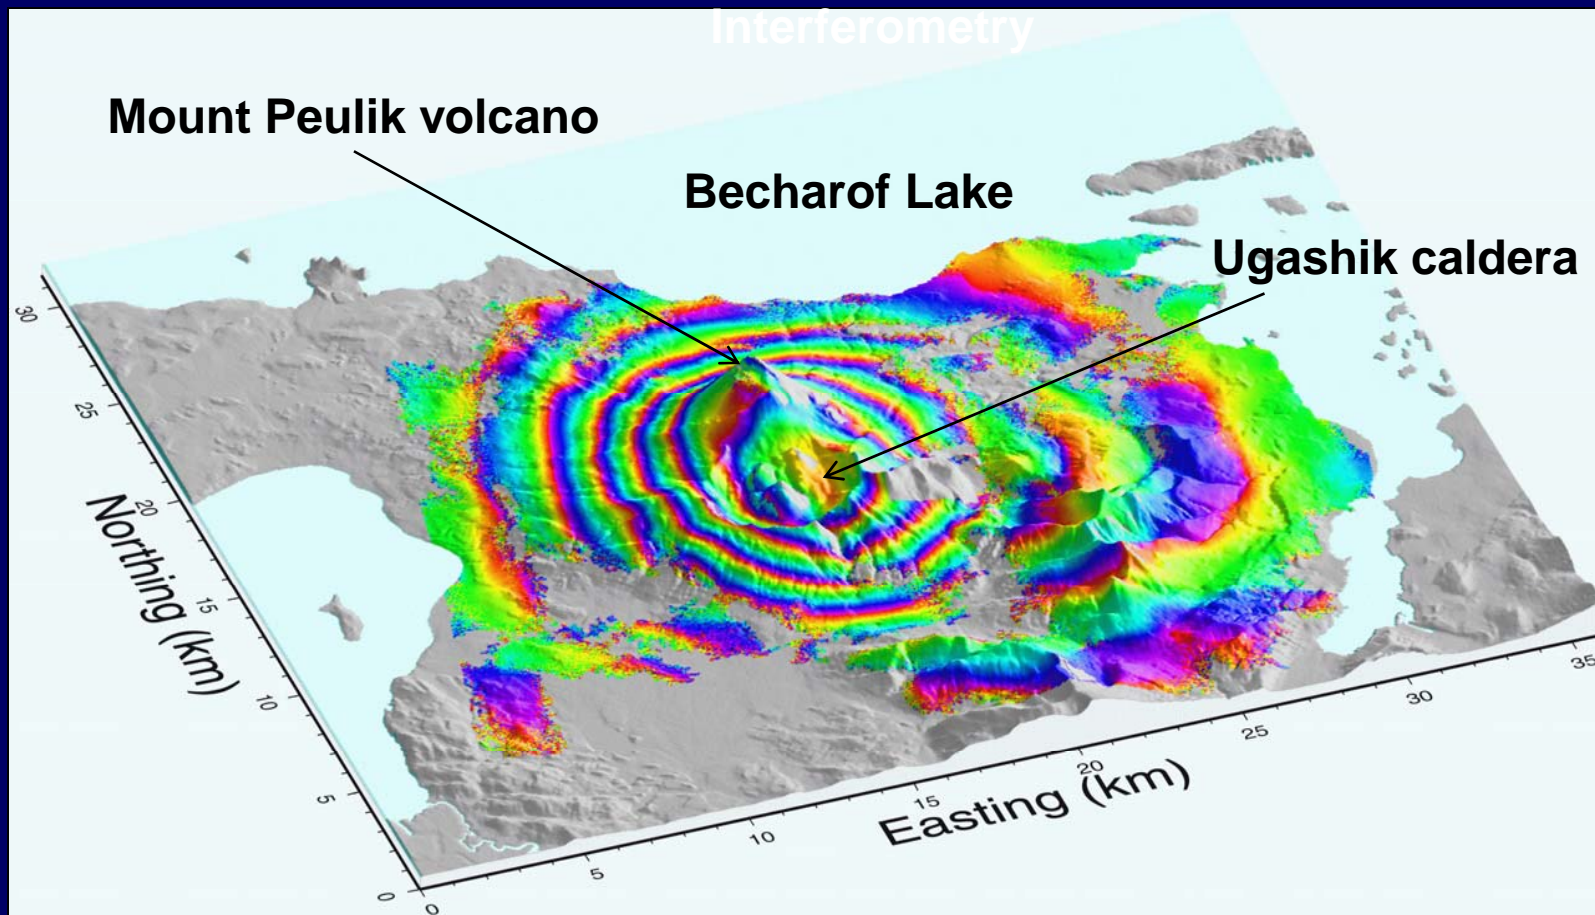 Interferometry
Mount Peulik volcano
Becharof Lake
Ugashik caldera
30
25
20
15
10
5
0
Northing (km)
0
5
10
15
20
25
30
35
Easting (km)